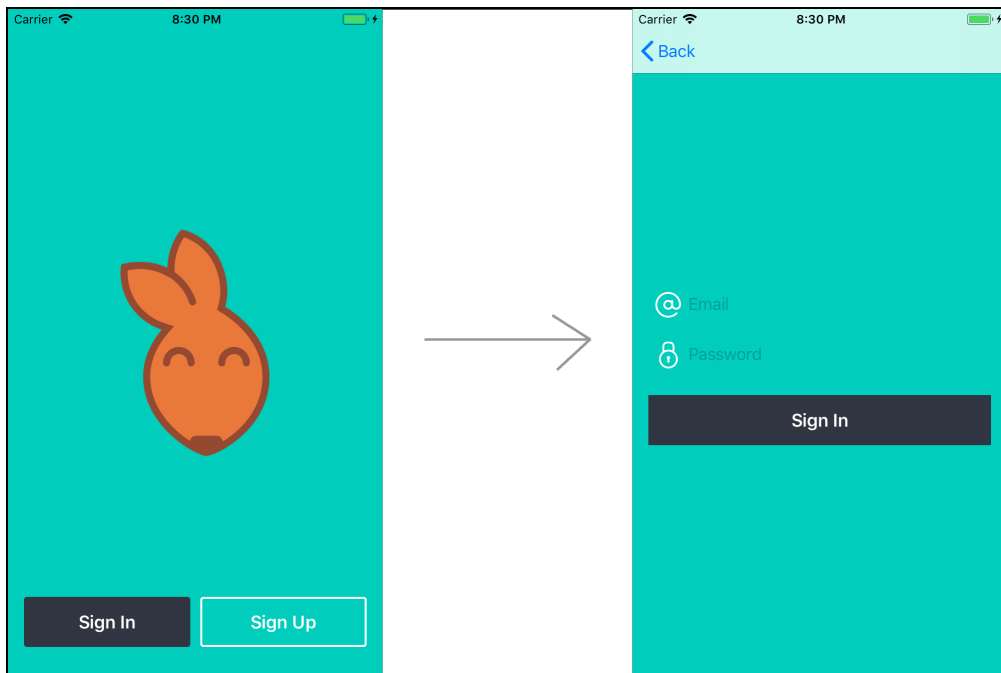 Carrier 8:30 PM
Sign In
Sign Up
Carrier 8:30 PM
Back
Email
Password
Sign In